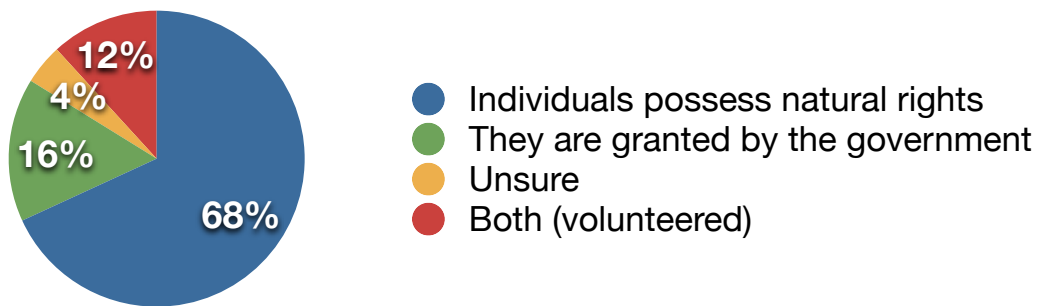 12%
4%
16%
68%
Individuals possess natural rights
They are granted by the government
Unsure
Both (volunteered)